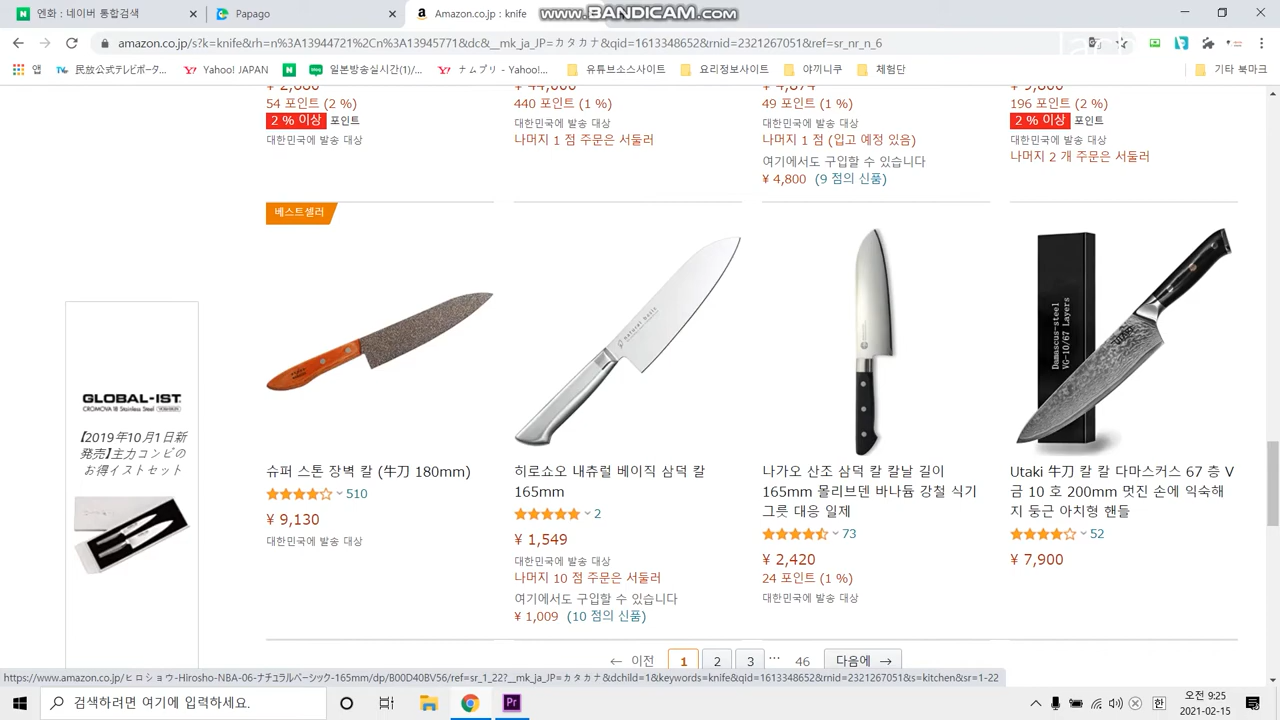 엔화 : 네이버 통합검색
Papago
Amazon.co.jp : knife
www.BANDICAM.com
amazon.co.jp/s?k=knife&rh=n%3A13944721%2Cn%3A13945771&dchild=__mk_ja_JP=カタカナ&qid=1613348652&rnid=2321267051&ref=sr_nr_n_6
앱
民放公式テレビポータ...
Yahoo! JAPAN
일본방송실시간(1)/...
ナムプリ - Yahoo!...
유튜브소스사이트
요리정보사이트
야끼니쿠
체험단
기타 북마크
54 포인트 (2 %)
2 % 이상 포인트
대한민국에 발송 대상
440 포인트 (1 %)
대한민국에 발송 대상
나머지 1 점 주문은 서둘러
49 포인트 (1 %)
대한민국에 발송 대상
나머지 1 점 (입고 예정 있음)
여기에서도 구입할 수 있습니다
¥ 4,800 (9 점의 신품)
196 포인트 (2 %)
2 % 이상 포인트
대한민국에 발송 대상
나머지 2 개 주문은 서둘러
베스트셀러
GLOBAL-IST
CROMOVA 18 Stainless Steel
【2019年10月1日新
発売】主力コンビの
お得イストセット
슈퍼 스톤 장벽 칼 (牛刀 180mm)
510
¥ 9,130
대한민국에 발송 대상
히로쇼오 내츄럴 베이직 삼덕 칼
165mm
2
¥ 1,549
대한민국에 발송 대상
나머지 10 점 주문은 서둘러
여기에서도 구입할 수 있습니다
¥ 1,009 (10 점의 신품)
나가오 산조 삼덕 칼 칼날 길이
165mm 몰리브덴 바나듐 강철 식기
그릇 대응 일제
73
¥ 2,420
24 포인트 (1 %)
대한민국에 발송 대상
Damascus-steel
VG-10/67 Layers
Utaki 牛刀 칼 칼 다마스커스 67 층 V
금 10 호 200mm 멋진 손에 익숙해
지 둥근 아치형 핸들
52
¥ 7,900
← 이전 1 2 3 ... 46 다음에 →
https://www.amazon.co.jp/ヒロショウ-Hirosho-NBA-06-ナチュラルベーシック-165mm/dp/B00D40BV56/ref=sr_1_22?__mk_ja_JP=カタカナ&dchild=1&keywords=knife&qid=1613348652&rnid=2321267051&s=kitchen&sr=1-22
검색하려면 여기에 입력하세요.
Pr
한
오전 9:25
2021-02-15